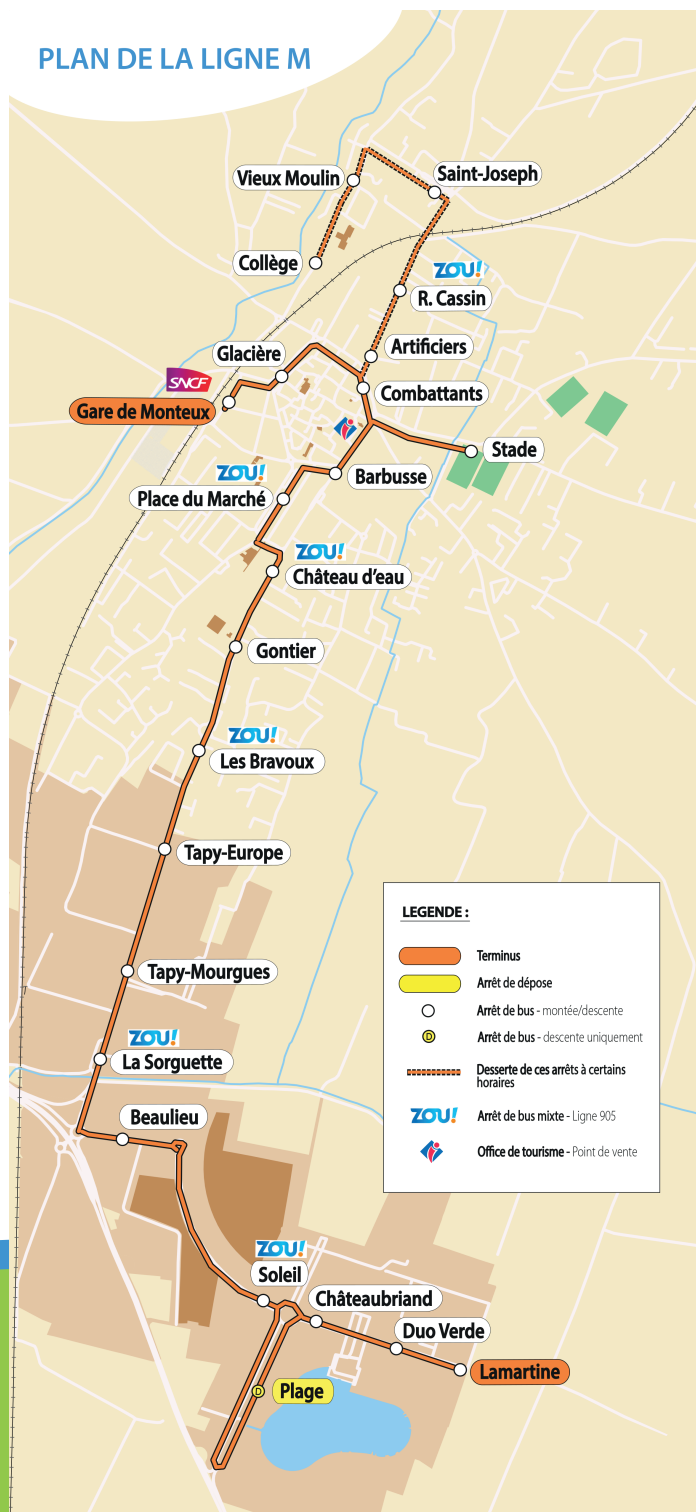 PLAN DE LA LIGNE M
Vieux Moulin
Saint-Joseph
Collège
ZOU!
R. Cassin
Artificiers
Glacière
SNCF
Combattants
Gare de Monteux
Stade
ZOU!
Barbusse
Place du Marché
ZOU!
Château d'eau
Gontier
ZOU!
Les Bravoux
Tapy-Europe
Tapy-Mourgues
ZOU!
La Sorguette
Beaulieu
ZOU!
Soleil
Châteaubriand
Duo Verde
Lamartine
D Plage
LEGENDE :
Terminus
Arrêt de dépose
Arrêt de bus - montée/descente
D Arrêt de bus - descente uniquement
Desserte de ces arrêts à certains
horaires
ZOU! Arrêt de bus mixte - Ligne 905
Office de tourisme - Point de vente